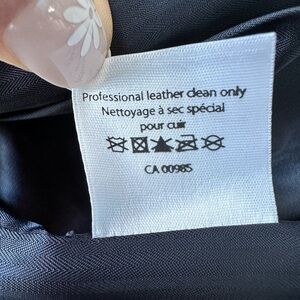 Professional leather clean only
Nettoyage à sec spécial
pour cuir
CA 00985